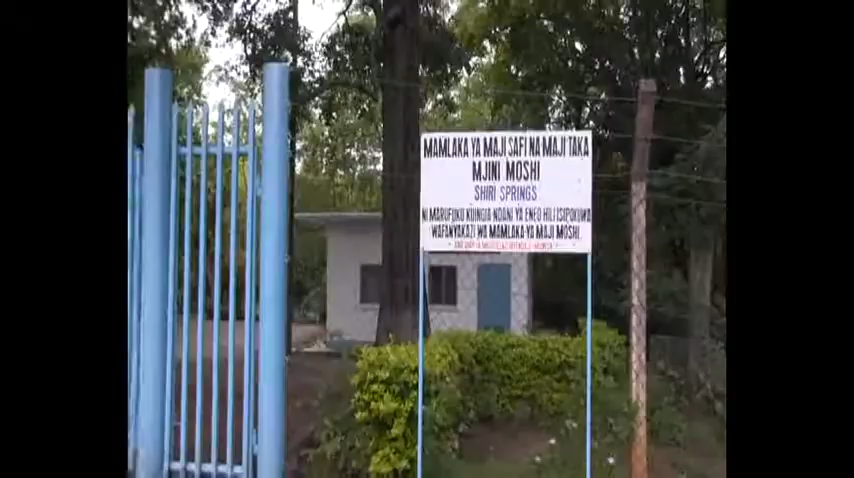 MAMLAKA YA MAJI SAFI NA MAJI TAKA
MJINI MOSHI
SHIRI SPRINGS
NI MARUFUKU KUINGIA NDANI YA ENEO HILI ISIPOKUWA
WAFANYAKAZI WA MAMLAKA YA MAJI MOSHI.